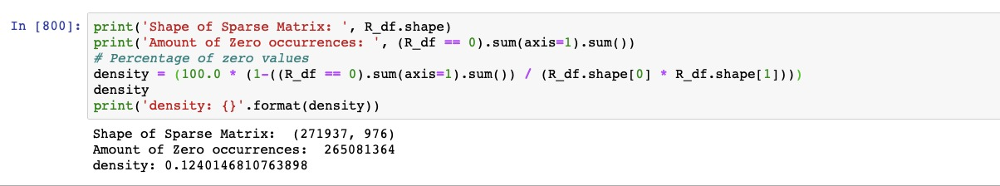 In [800]: print('Shape of Sparse Matrix: ', R_df.shape)
print('Amount of Zero occurrences: ', (R_df == 0).sum(axis=1).sum())
# Percentage of zero values
density = (100.0 * (1-((R_df == 0).sum(axis=1).sum()) / (R_df.shape[0] * R_df.shape[1])))
density
print('density: {}'.format(density))
Shape of Sparse Matrix:  (271937, 976)
Amount of Zero occurrences:  265081364
density: 0.1240146810763898